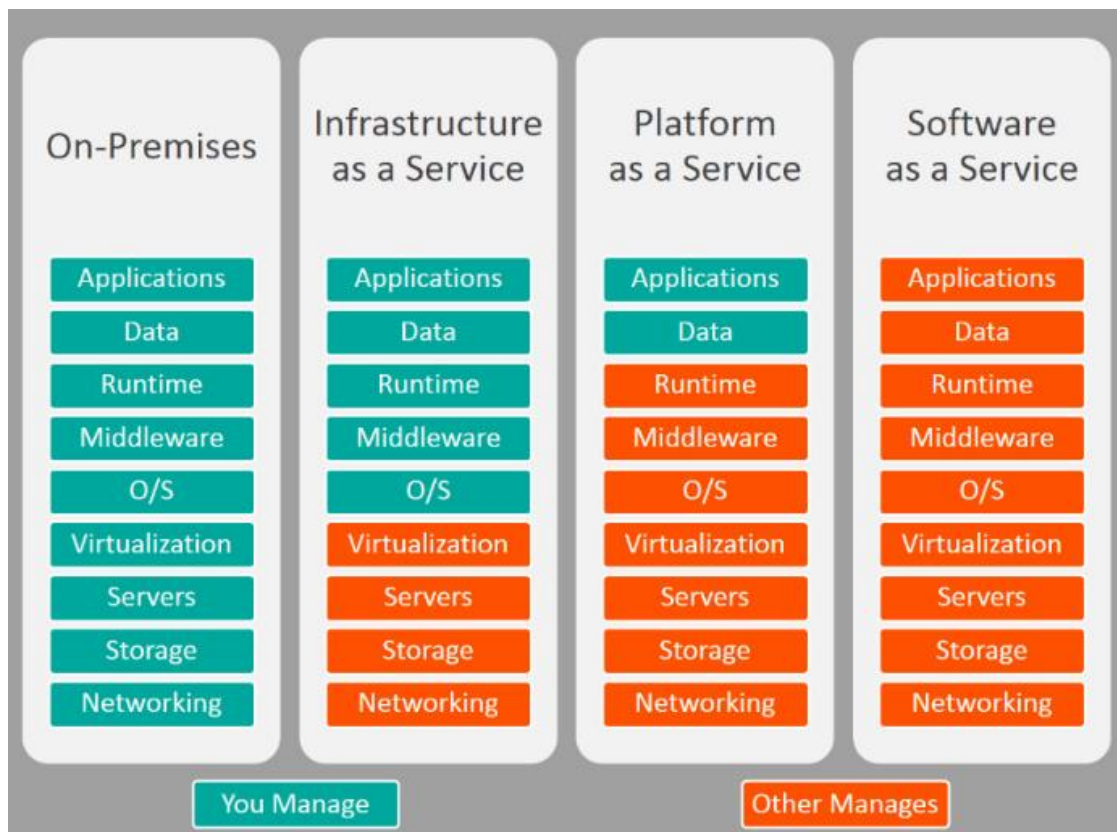 On-Premises
Applications
Data
Runtime
Middleware
O/S
Virtualization
Servers
Storage
Networking
Infrastructure
as a Service
Applications
Data
Runtime
Middleware
O/S
Virtualization
Servers
Storage
Networking
Platform
as a Service
Applications
Data
Runtime
Middleware
O/S
Virtualization
Servers
Storage
Networking
Software
as a Service
Applications
Data
Runtime
Middleware
O/S
Virtualization
Servers
Storage
Networking
You Manage
Other Manages